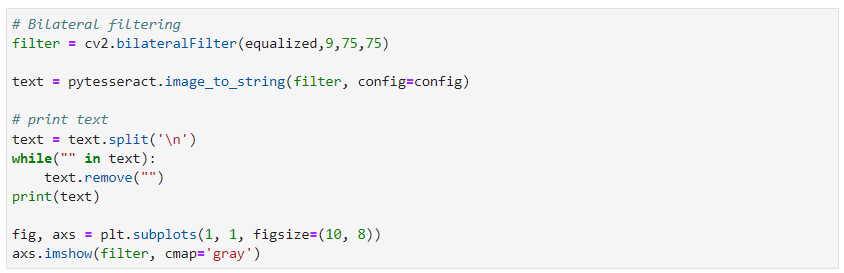 # Bilateral filtering
filter = cv2.bilateralFilter(equalized,9,75,75)

text = pytesseract.image_to_string(filter, config=config)

# print text
text = text.split('\n')
while("" in text):
    text.remove("")
print(text)

fig, axs = plt.subplots(1, 1, figsize=(10, 8))
axs.imshow(filter, cmap='gray')